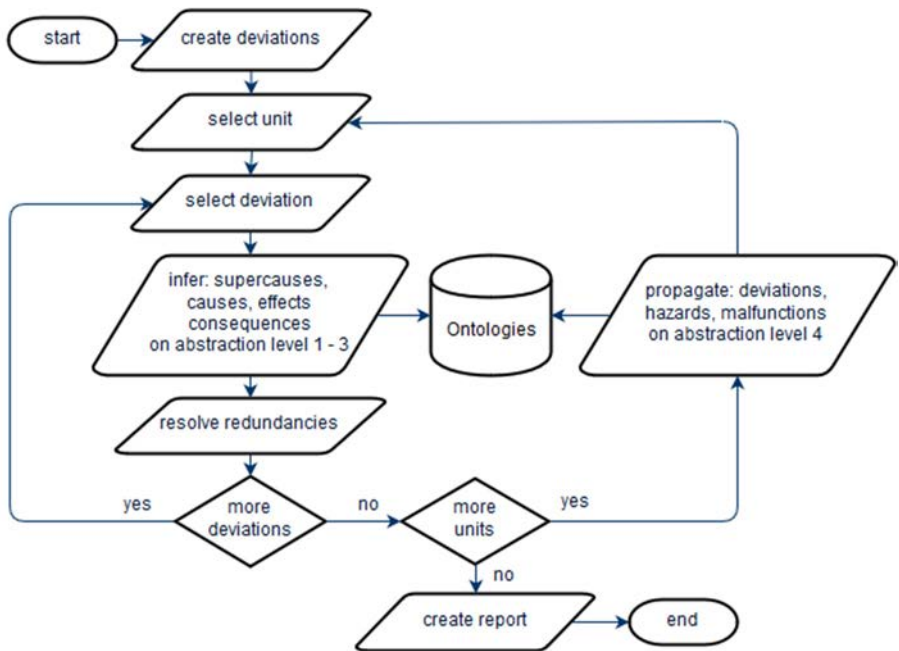 start
create deviations
select unit
select deviation
infer: supercauses,
causes, effects
consequences
on abstraction level 1 - 3
Ontologies
propagate: deviations,
hazards, malfunctions
on abstraction level 4
resolve redundancies
yes
more
deviations
no
more
units
yes
no
create report
end